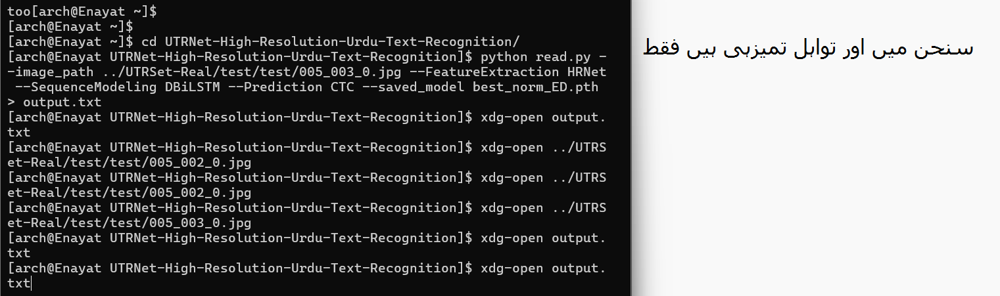 too[arch@Enayat ~]$
[arch@Enayat ~]$
[arch@Enayat ~]$ cd UTRNet-High-Resolution-Urdu-Text-Recognition/
[arch@Enayat UTRNet-High-Resolution-Urdu-Text-Recognition]$ python read.py -
-image_path ../UTRSet-Real/test/test/005_003_0.jpg --FeatureExtraction HRNet
 --SequenceModeling DBiLSTM --Prediction CTC --saved_model best_norm_ED.pth
> output.txt
[arch@Enayat UTRNet-High-Resolution-Urdu-Text-Recognition]$ xdg-open output.
txt
[arch@Enayat UTRNet-High-Resolution-Urdu-Text-Recognition]$ xdg-open ../UTRS
et-Real/test/test/005_002_0.jpg
[arch@Enayat UTRNet-High-Resolution-Urdu-Text-Recognition]$ xdg-open ../UTRS
et-Real/test/test/005_002_0.jpg
[arch@Enayat UTRNet-High-Resolution-Urdu-Text-Recognition]$ xdg-open ../UTRS
et-Real/test/test/005_003_0.jpg
[arch@Enayat UTRNet-High-Resolution-Urdu-Text-Recognition]$ xdg-open output.
txt
[arch@Enayat UTRNet-High-Resolution-Urdu-Text-Recognition]$ xdg-open output.
txt
سنحن میں اور تواہل تمیزہی ہیں فقط